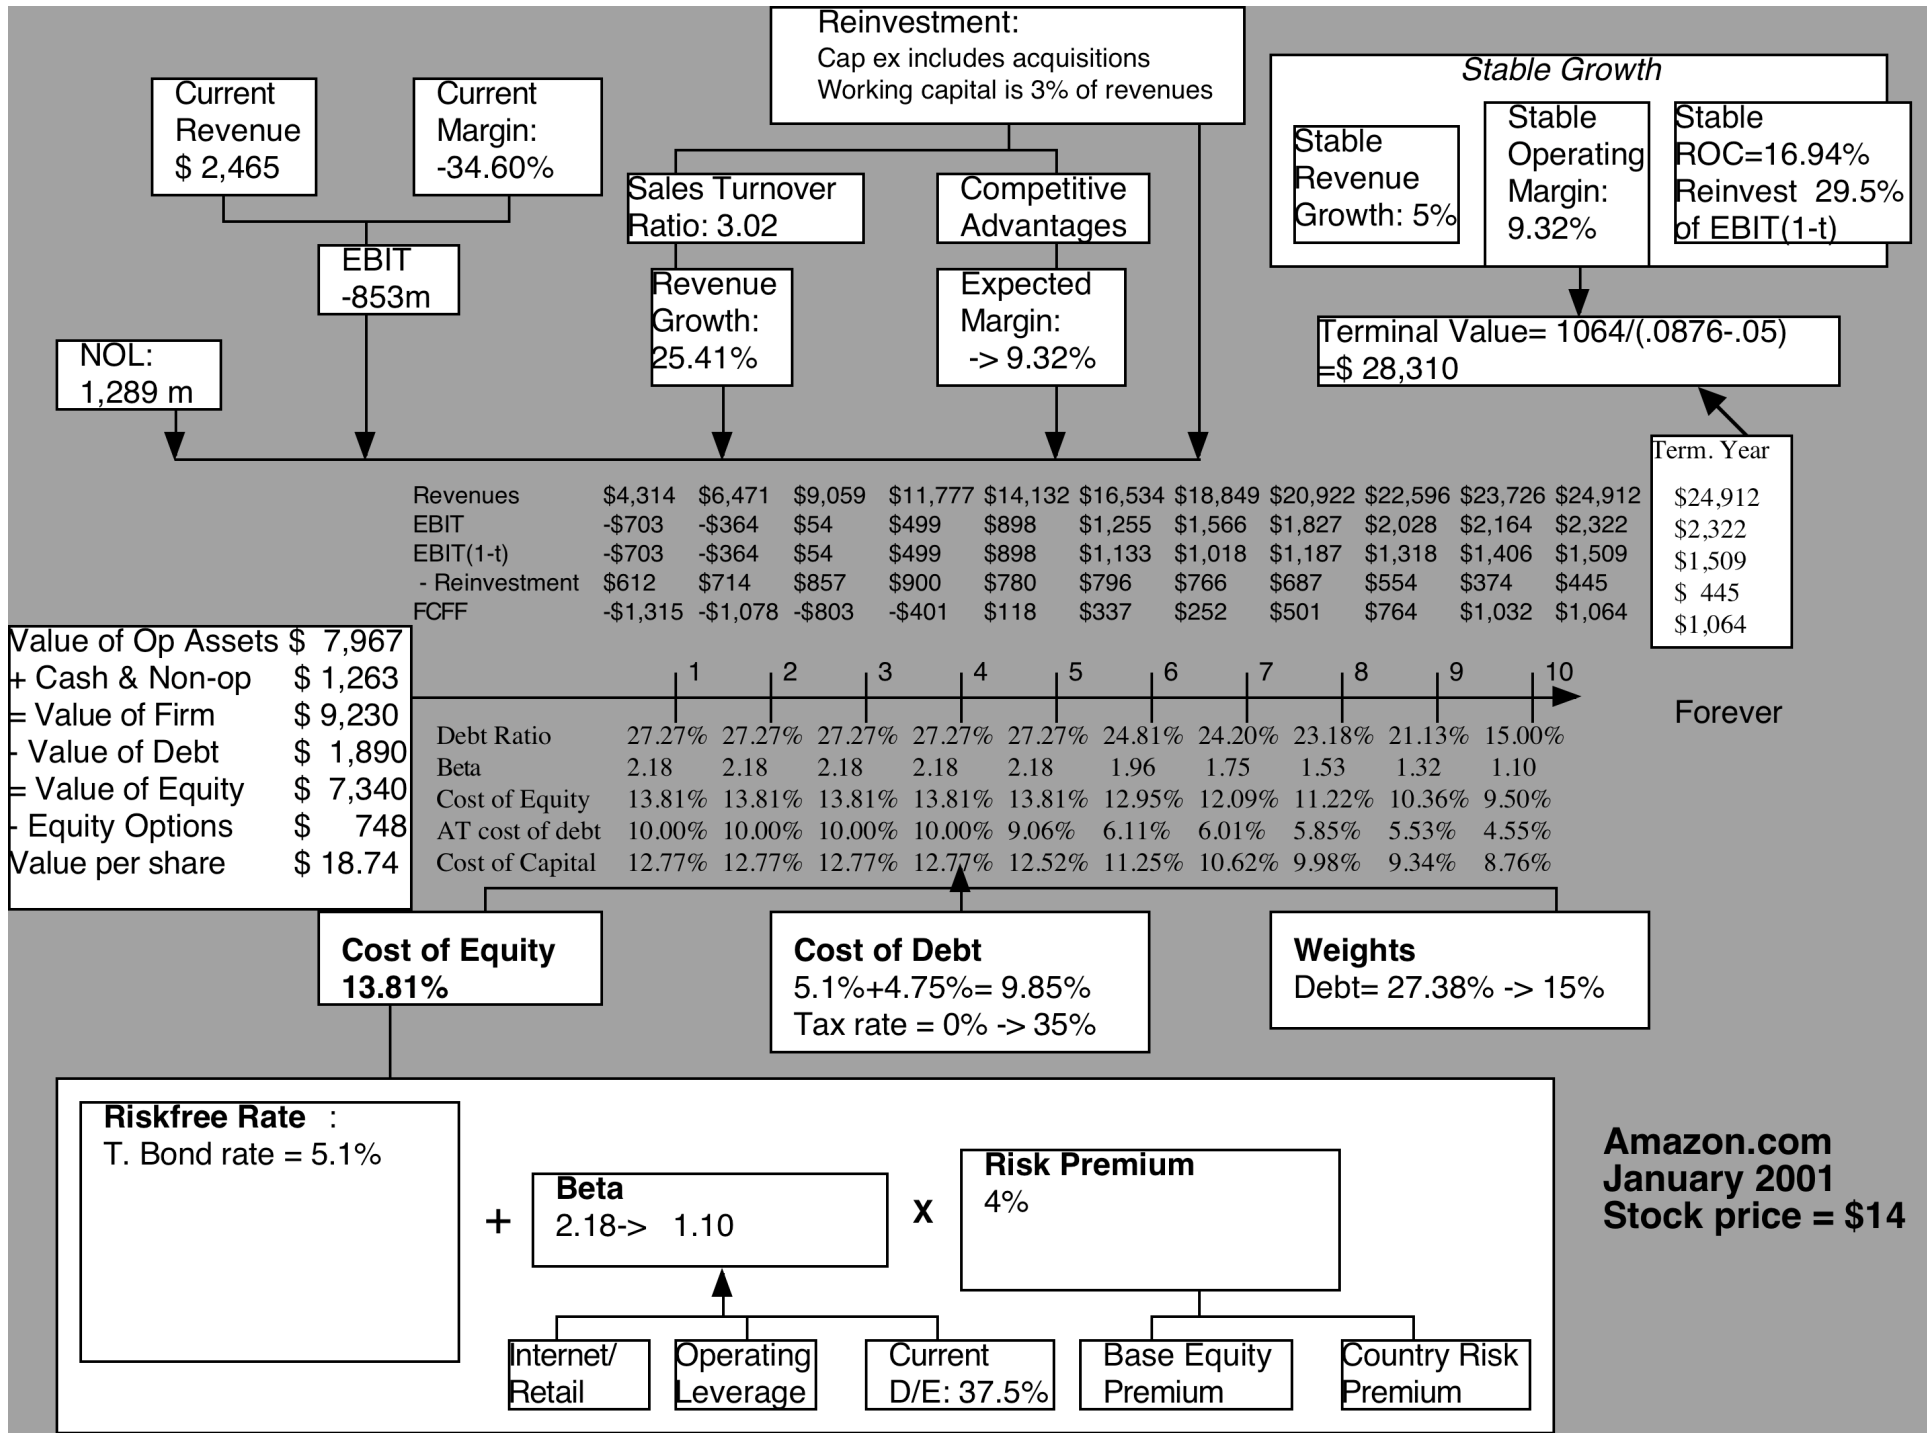 Reinvestment:
Cap ex includes acquisitions
Working capital is 3% of revenues
Current
Revenue
$ 2,465
Current
Margin:
-34.60%
Stable Growth
Stable
Revenue
Growth: 5%
Stable
Operating
Margin:
9.32%
Stable
ROC=16.94%
Reinvest 29.5%
of EBIT(1-t)
Sales Turnover
Ratio: 3.02
Competitive
Advantages
EBIT
-853m
Revenue
Growth:
25.41%
Expected
Margin:
-> 9.32%
NOL:
1,289 m
Terminal Value= 1064/(.0876-.05)
=$ 28,310
Term. Year
$24,912
$2,322
$1,509
$ 445
$1,064
Revenues $4,314 $6,471 $9,059 $11,777 $14,132 $16,534 $18,849 $20,922 $22,596 $23,726 $24,912
EBIT -$703 -$364 $54 $499 $898 $1,255 $1,566 $1,827 $2,028 $2,164 $2,322
EBIT(1-t) -$703 -$364 $54 $499 $898 $1,133 $1,018 $1,187 $1,318 $1,406 $1,509
- Reinvestment $612 $714 $857 $900 $780 $796 $766 $687 $554 $374 $445
FCFF -$1,315 -$1,078 -$803 -$401 $118 $337 $252 $501 $764 $1,032 $1,064
Value of Op Assets $ 7,967
+ Cash & Non-op $ 1,263
= Value of Firm $ 9,230
- Value of Debt $ 1,890
= Value of Equity $ 7,340
- Equity Options $ 748
Value per share $ 18.74
1 2 3 4 5 6 7 8 9 10
Forever
Debt Ratio 27.27% 27.27% 27.27% 27.27% 27.27% 24.81% 24.20% 23.18% 21.13% 15.00%
Beta 2.18 2.18 2.18 2.18 2.18 1.96 1.75 1.53 1.32 1.10
Cost of Equity 13.81% 13.81% 13.81% 13.81% 13.81% 12.95% 12.09% 11.22% 10.36% 9.50%
AT cost of debt 10.00% 10.00% 10.00% 10.00% 9.06% 6.11% 6.01% 5.85% 5.53% 4.55%
Cost of Capital 12.77% 12.77% 12.77% 12.77% 12.52% 11.25% 10.62% 9.98% 9.34% 8.76%
Cost of Equity
13.81%
Cost of Debt
5.1%+4.75%= 9.85%
Tax rate = 0% -> 35%
Weights
Debt= 27.38% -> 15%
Riskfree Rate :
T. Bond rate = 5.1%
+
Beta
2.18-> 1.10
X
Risk Premium
4%
Internet/
Retail
Operating
Leverage
Current
D/E: 37.5%
Base Equity
Premium
Country Risk
Premium
Amazon.com
January 2001
Stock price = $14